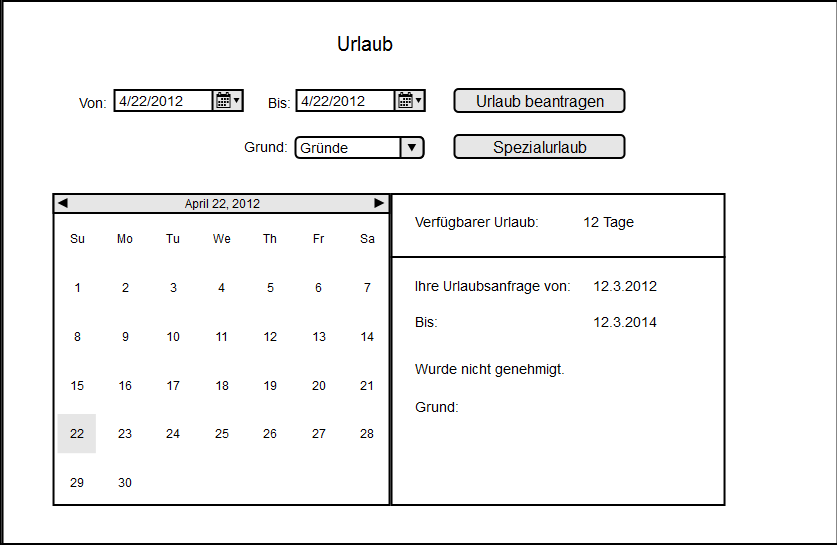 Urlaub
Von: 4/22/2012 Bis: 4/22/2012 Urlaub beantragen
Grund: Gründe Spezialurlaub
April 22, 2012
Su Mo Tu We Th Fr Sa
1 2 3 4 5 6 7
8 9 10 11 12 13 14
15 16 17 18 19 20 21
22 23 24 25 26 27 28
29 30
Verfügbarer Urlaub: 12 Tage
Ihre Urlaubsanfrage von: 12.3.2012
Bis: 12.3.2014
Wurde nicht genehmigt.
Grund: